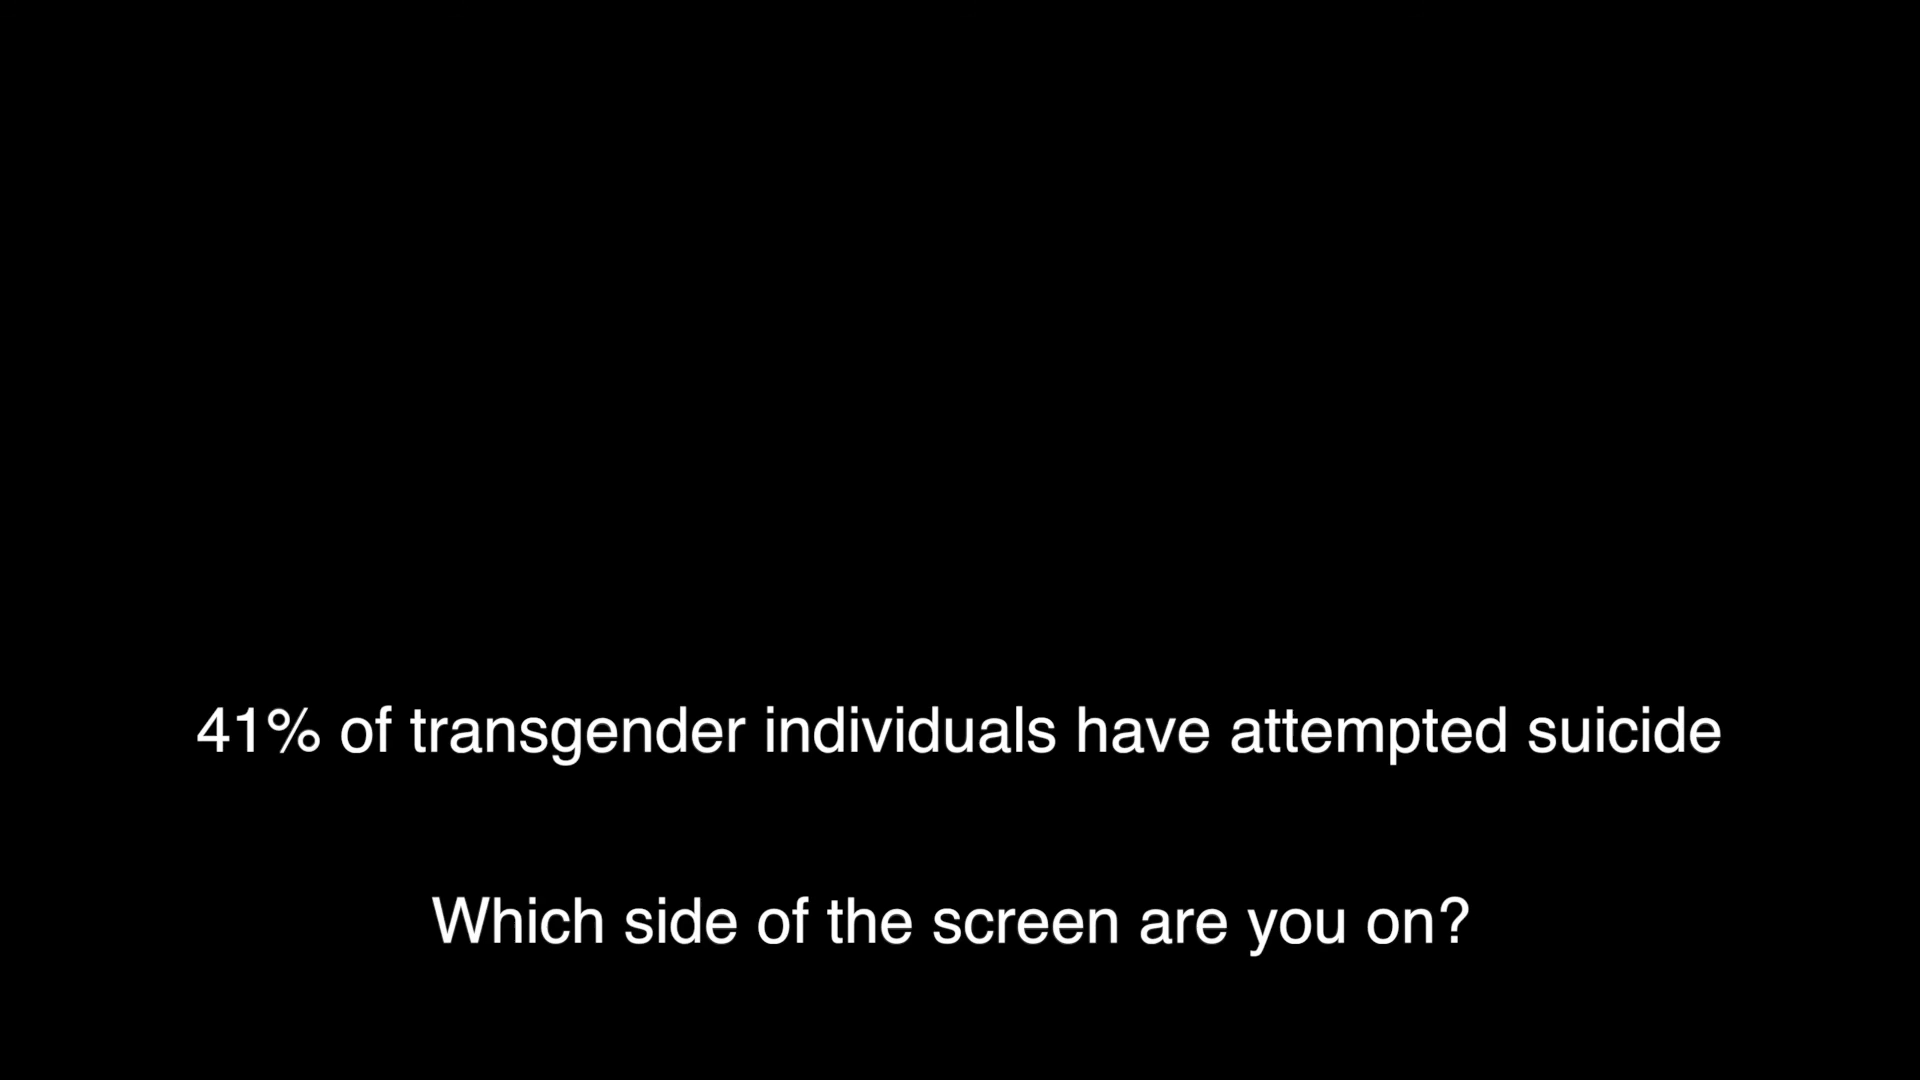 41% of transgender individuals have attempted suicide
Which side of the screen are you on?